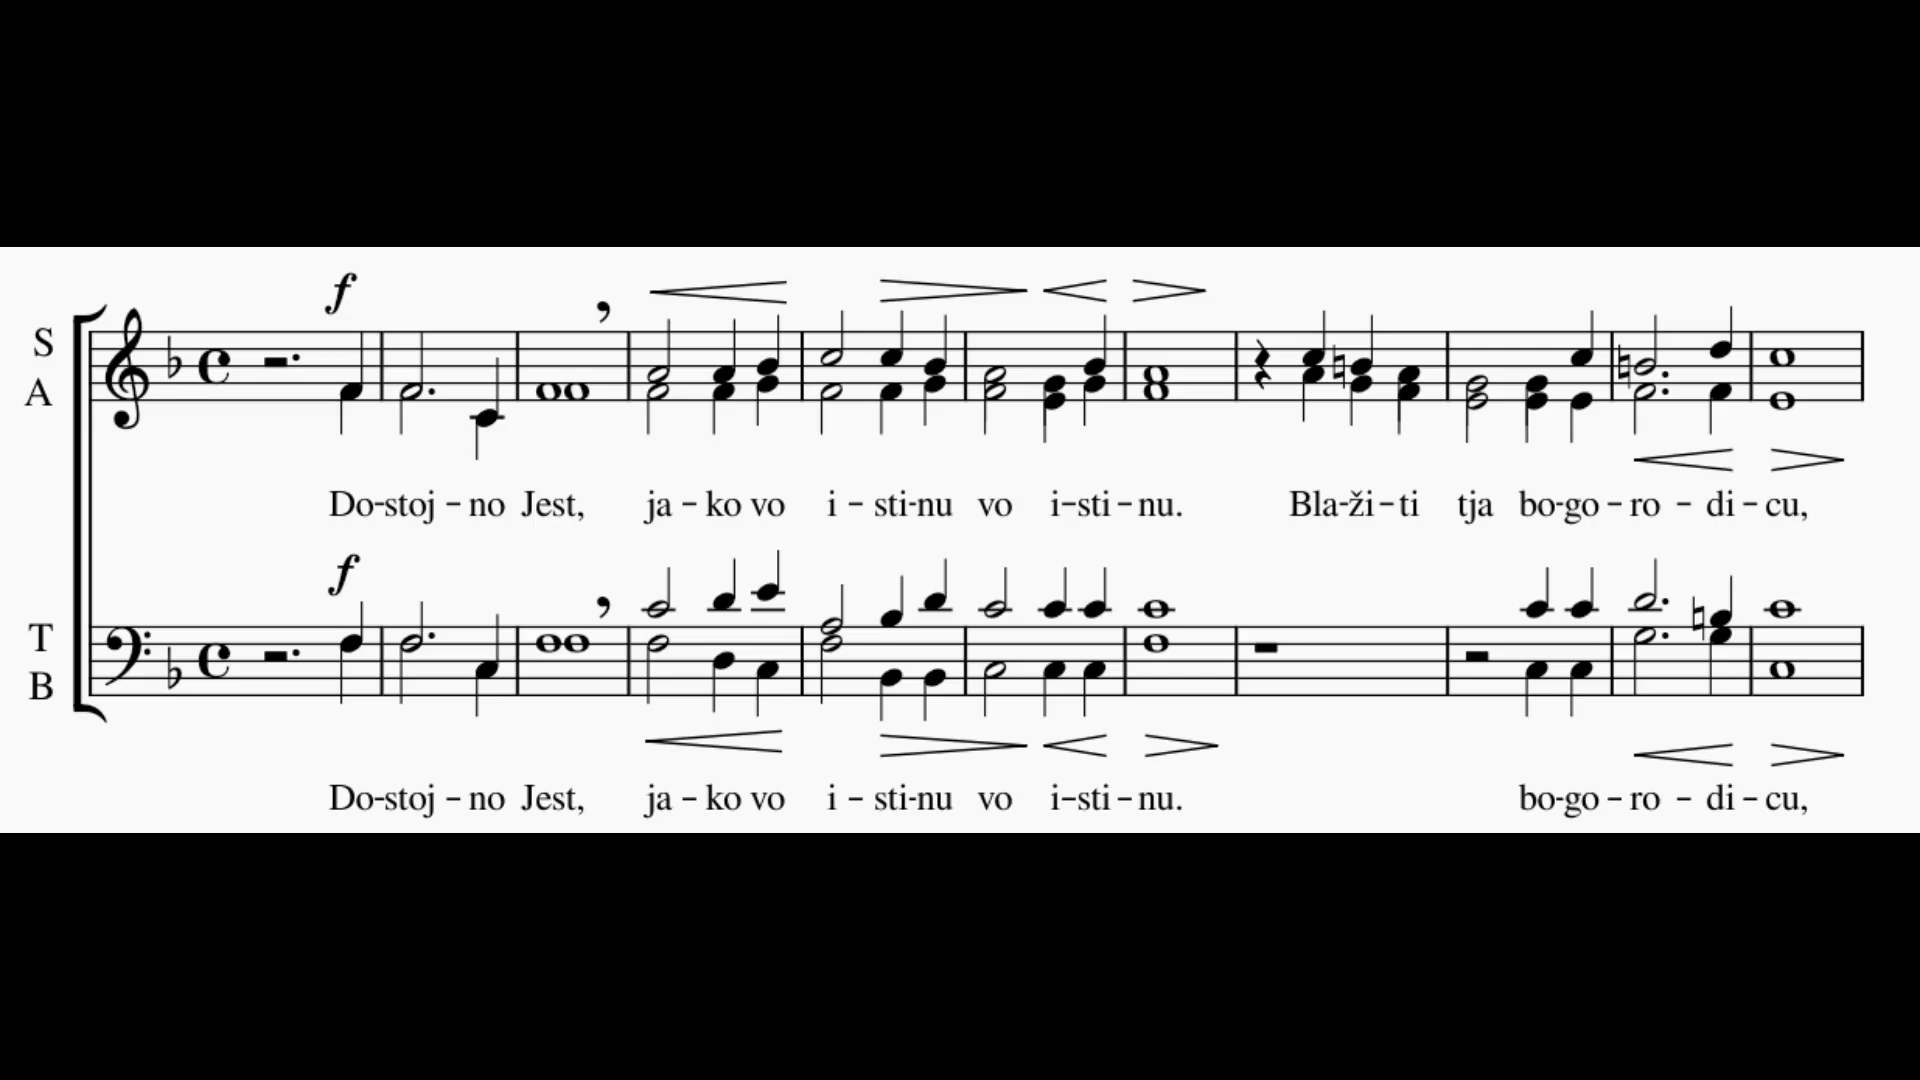 f
S
A
Do-stoj-no Jest, ja-ko vo i-sti-nu vo i-sti-nu. Bla-ži-ti tja bo-go-ro-di-cu,
f
T
B
Do-stoj-no Jest, ja-ko vo i-sti-nu vo i-sti-nu. bo-go-ro-di-cu,